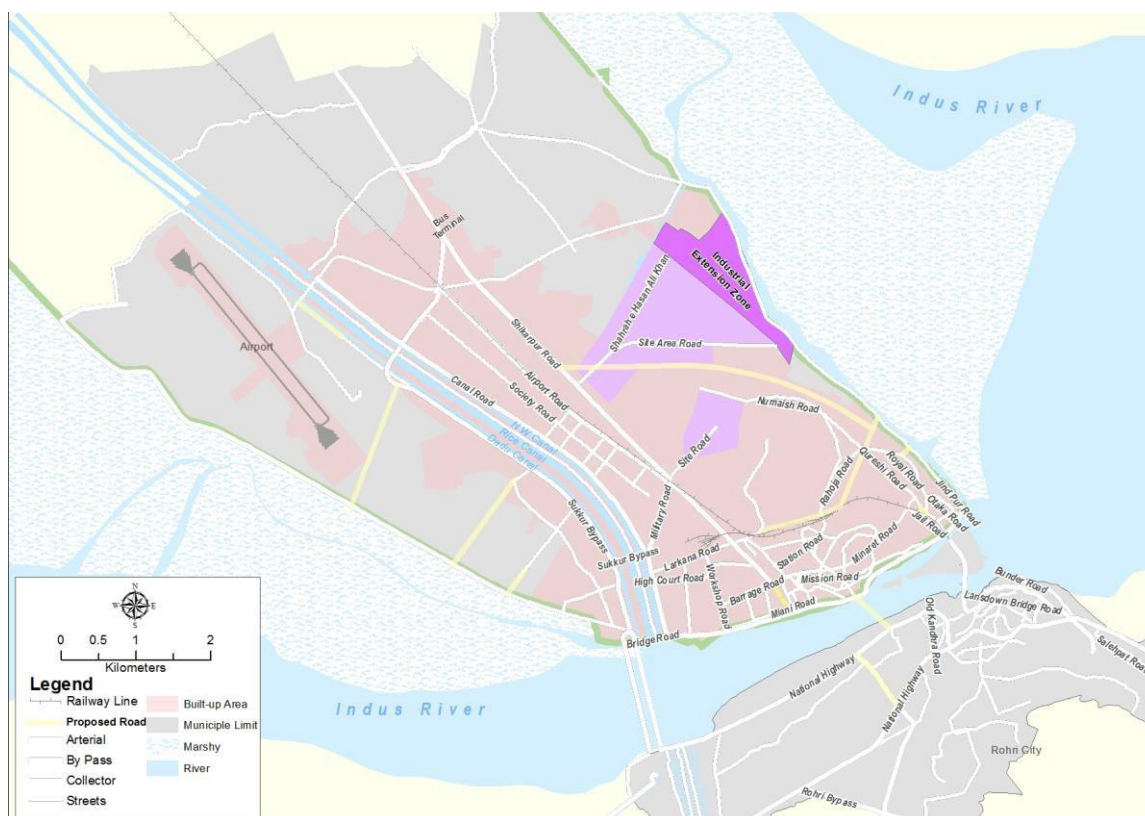 Indus River
Bus
Terminal
Industrial
Extension Zone
Shahrah e Hasan Ali Khan
Site Area Road
Airport
Shikarpur Road
Airport Road
Society Road
Canal Road
N.W. Canal
Rice Canal
Dadu Canal
Numaish Road
Site Road
Rahoja Road
Qureshi Road
Royal Road
Jind Pur Road
Otaka Road
Jail Road
Sukkur Bypass
Military Road
Sukkur Bypass
Larkana Road
High Court Road
Workshop Road
Station Road
Minaret Road
Barrage Road
Mission Road
Miani Road
Bridge Road
Bunder Road
Lansdown Bridge Road
Old Kandhra Road
Salehpat Road
National Highway
National Highway
Indus River
Rohri City
Rohri Bypass
N
W E
S
0 0.5 1 2
Kilometers
Legend
Railway Line
Proposed Road
Arterial
By Pass
Collector
Streets
Built-up Area
Municiple Limit
Marshy
River